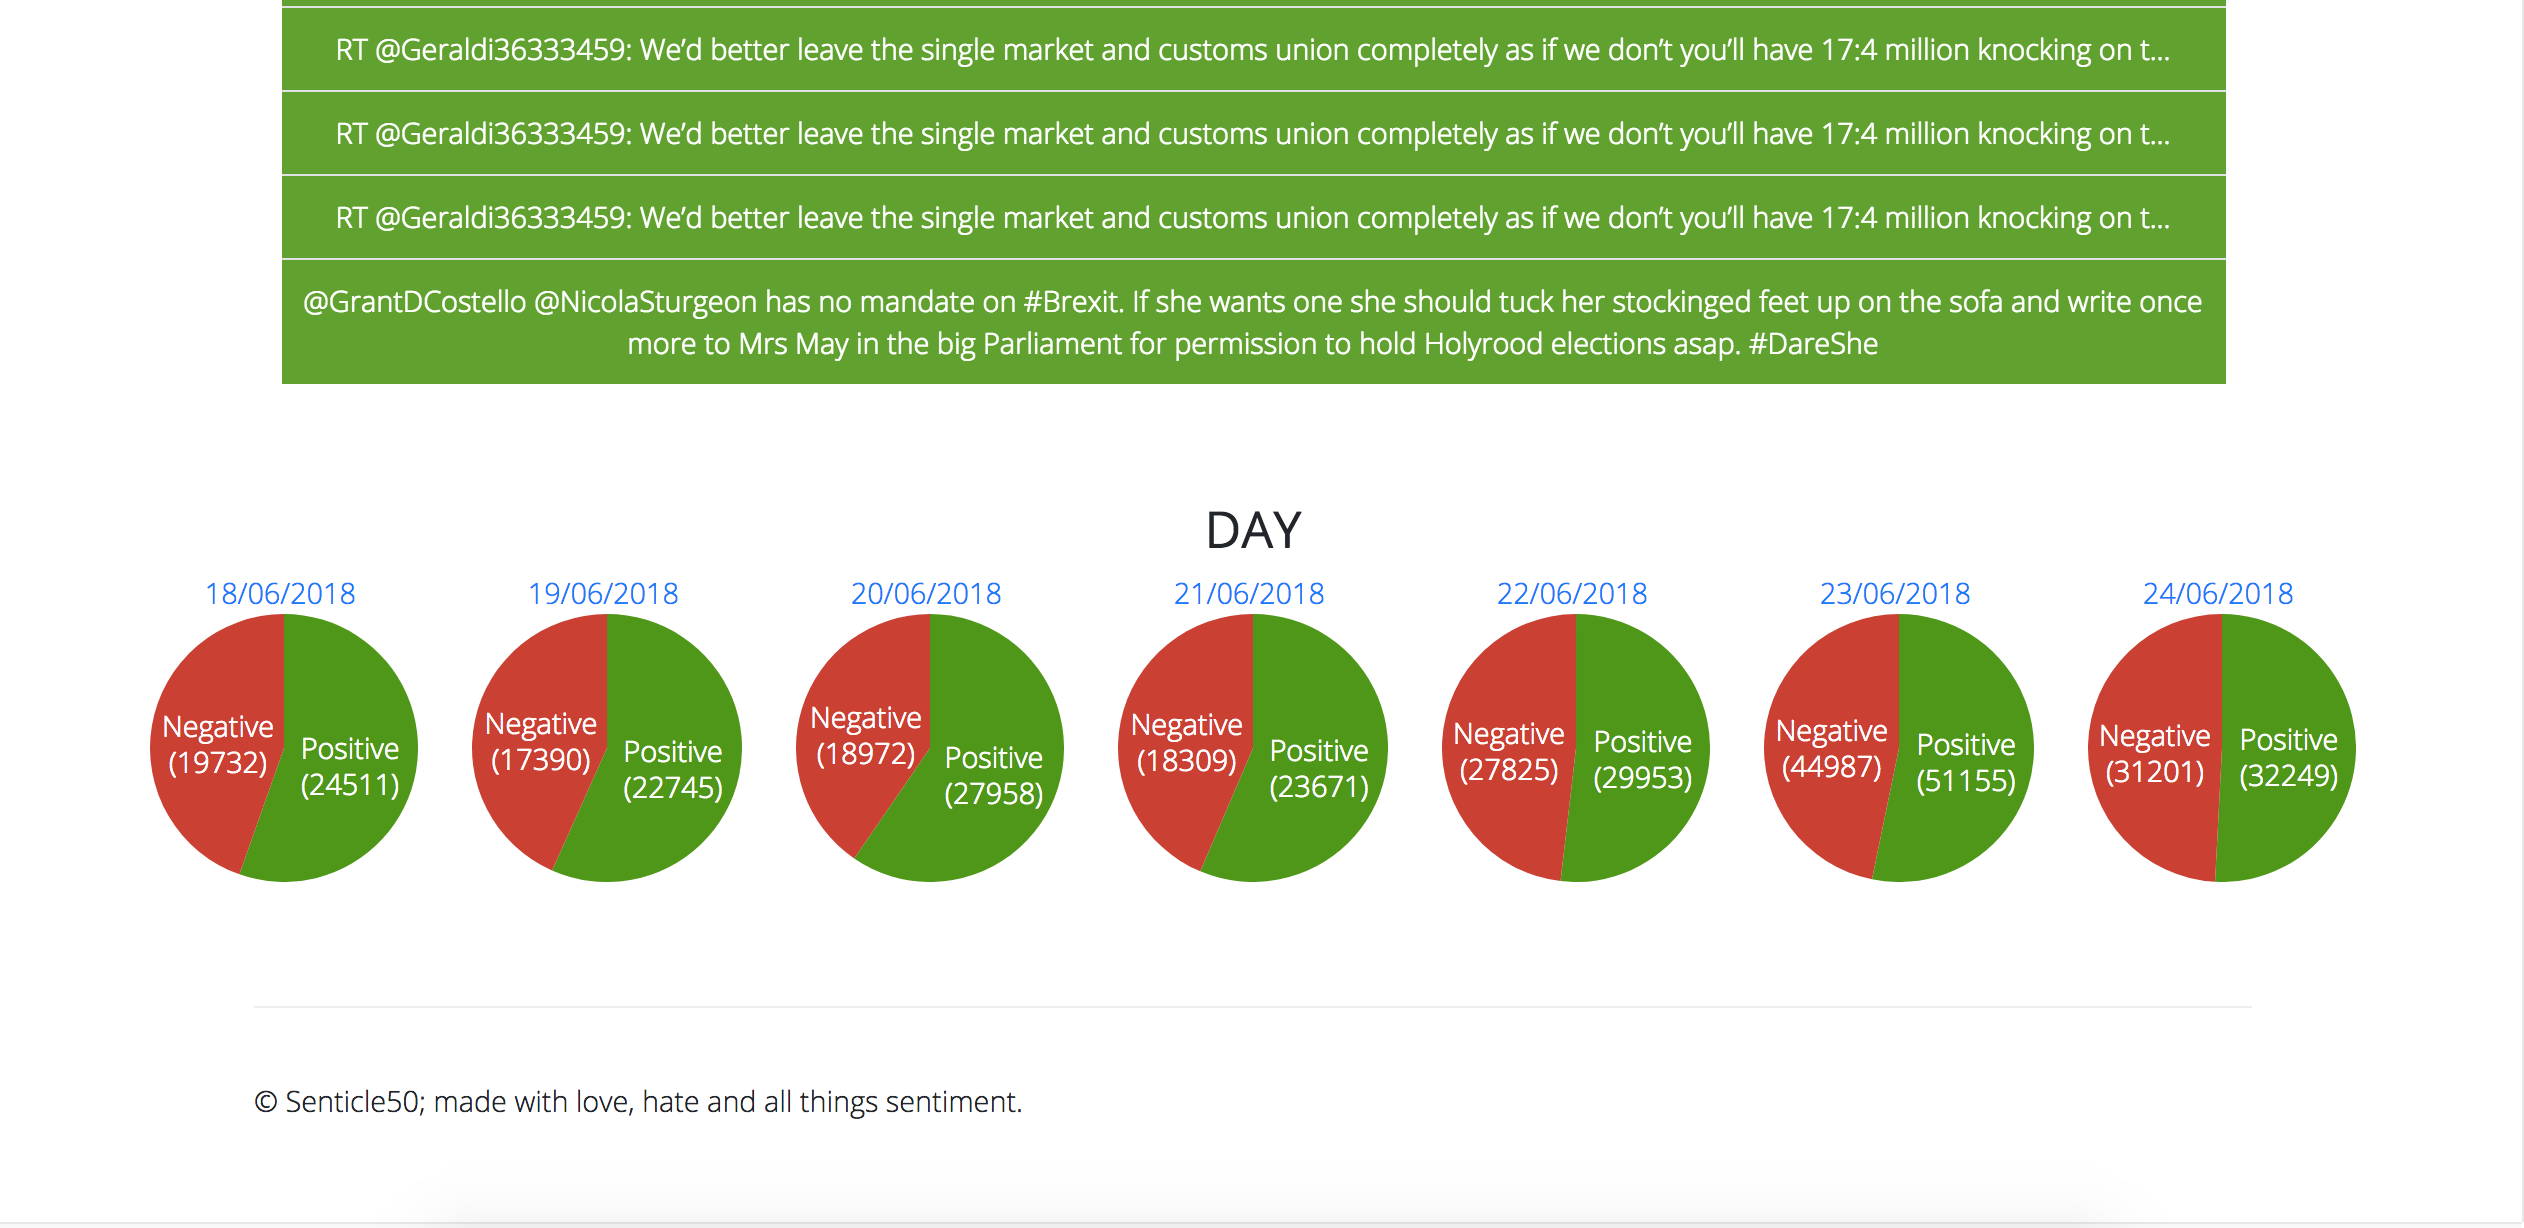 RT @Geraldi36333459: We’d better leave the single market and customs union completely as if we don’t you’ll have 17:4 million knocking on t…
RT @Geraldi36333459: We’d better leave the single market and customs union completely as if we don’t you’ll have 17:4 million knocking on t…
RT @Geraldi36333459: We’d better leave the single market and customs union completely as if we don’t you’ll have 17:4 million knocking on t…
@GrantDCostello @NicolaSturgeon has no mandate on #Brexit. If she wants one she should tuck her stockinged feet up on the sofa and write once
more to Mrs May in the big Parliament for permission to hold Holyrood elections asap. #DareShe
DAY
18/06/2018
Negative
(19732)
Positive
(24511)
19/06/2018
Negative
(17390)
Positive
(22745)
20/06/2018
Negative
(18972)
Positive
(27958)
21/06/2018
Negative
(18309)
Positive
(23671)
22/06/2018
Negative
(27825)
Positive
(29953)
23/06/2018
Negative
(44987)
Positive
(51155)
24/06/2018
Negative
(31201)
Positive
(32249)
© Senticle50; made with love, hate and all things sentiment.